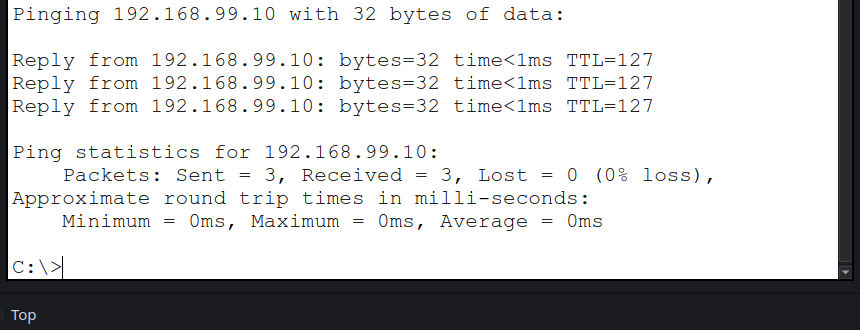 Pinging 192.168.99.10 with 32 bytes of data:
Reply from 192.168.99.10: bytes=32 time<1ms TTL=127
Reply from 192.168.99.10: bytes=32 time<1ms TTL=127
Reply from 192.168.99.10: bytes=32 time<1ms TTL=127
Ping statistics for 192.168.99.10:
    Packets: Sent = 3, Received = 3, Lost = 0 (0% loss),
Approximate round trip times in milli-seconds:
    Minimum = 0ms, Maximum = 0ms, Average = 0ms
C:\>
Top